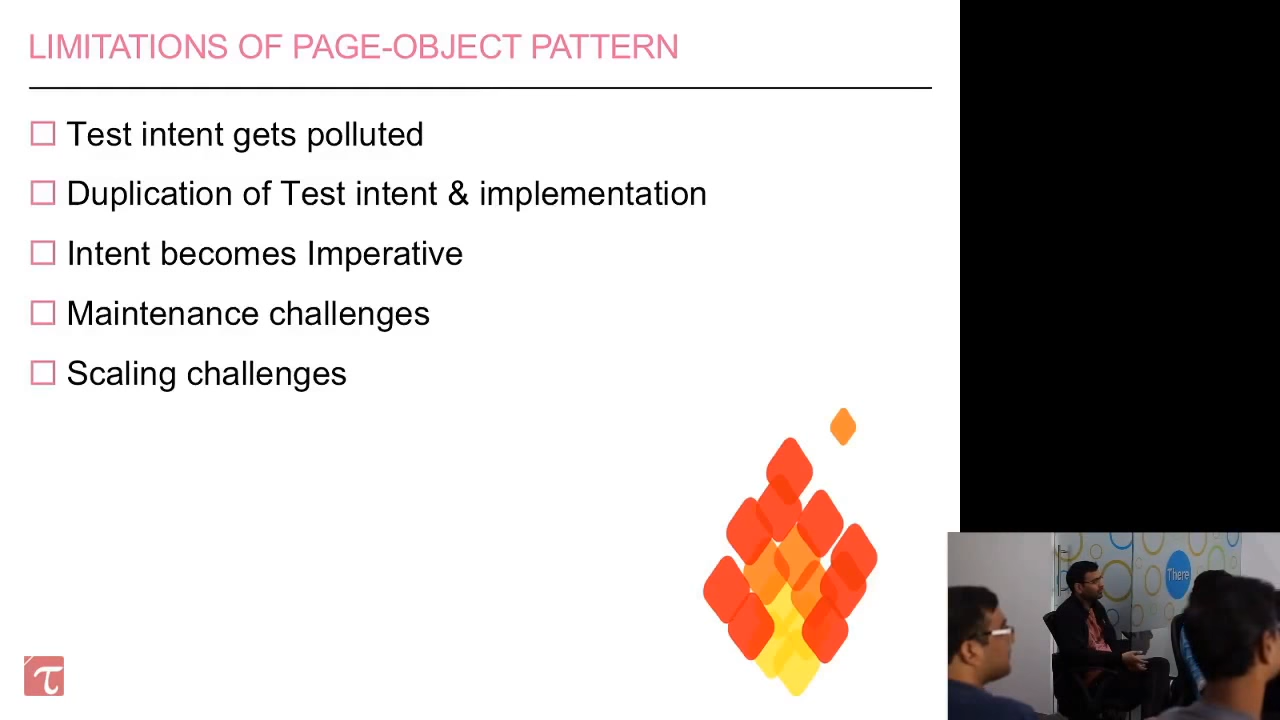 LIMITATIONS OF PAGE-OBJECT PATTERN
Test intent gets polluted
Duplication of Test intent & implementation
Intent becomes Imperative
Maintenance challenges
Scaling challenges
τ
There